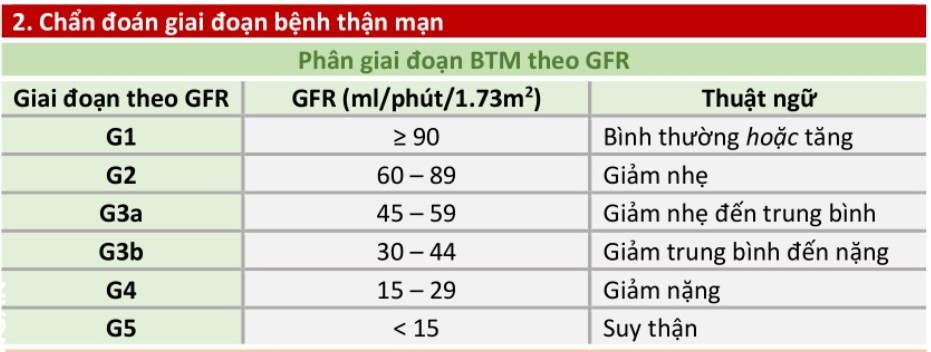 2. Chẩn đoán giai đoạn bệnh thận mạn
Phân giai đoạn BTM theo GFR
Giai đoạn theo GFR GFR (ml/phút/1.73m²) Thuật ngữ
G1 ≥ 90 Bình thường hoặc tăng
G2 60 – 89 Giảm nhẹ
G3a 45 – 59 Giảm nhẹ đến trung bình
G3b 30 – 44 Giảm trung bình đến nặng
G4 15 – 29 Giảm nặng
G5 < 15 Suy thận